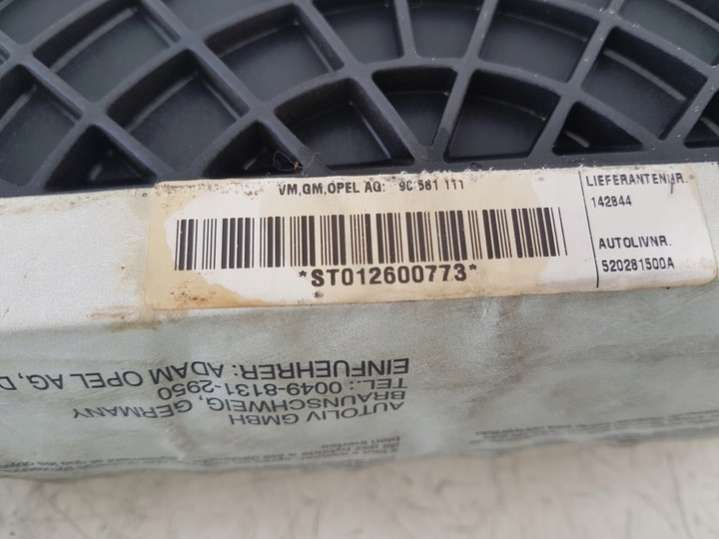 VM,GM,OPEL AG: 90 561 111
*ST012600773*
LIEFERANTENNR.
142844
AUTOLIVNR.
520281500A
AUTOLIV GMBH
BRAUNSCHWEIG, GERMANY
TEL.: 0049-8131-2950
EINFUEHRER: ADAM OPEL AG, D